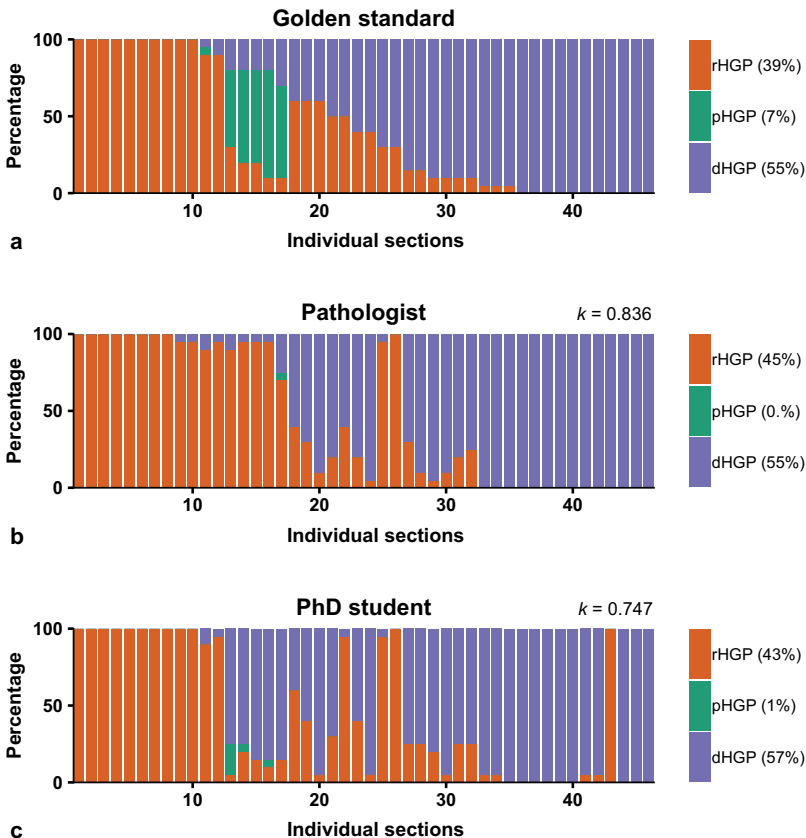 Golden standard
100
50
0
Percentage
10 20 30 40
Individual sections
rHGP (39%)
pHGP (7%)
dHGP (55%)
a
Pathologist
k = 0.836
100
50
0
Percentage
10 20 30 40
Individual sections
rHGP (45%)
pHGP (0.%)
dHGP (55%)
b
PhD student
k = 0.747
100
50
0
Percentage
10 20 30 40
Individual sections
rHGP (43%)
pHGP (1%)
dHGP (57%)
c